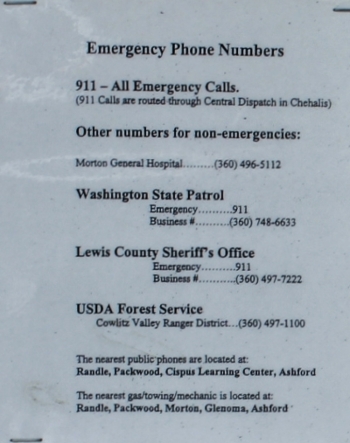 Emergency Phone Numbers
911 – All Emergency Calls.
(911 Calls are routed through Central Dispatch in Chehalis)
Other numbers for non-emergencies:
Morton General Hospital.........(360) 496-5112
Washington State Patrol
Emergency..........911
Business #..........(360) 748-6633
Lewis County Sheriff's Office
Emergency..........911
Business #..........(360) 497-7222
USDA Forest Service
Cowlitz Valley Ranger District...(360) 497-1100
The nearest public phones are located at:
Randle, Packwood, Cispus Learning Center, Ashford
The nearest gas/towing/mechanic is located at:
Randle, Packwood, Morton, Glenoma, Ashford